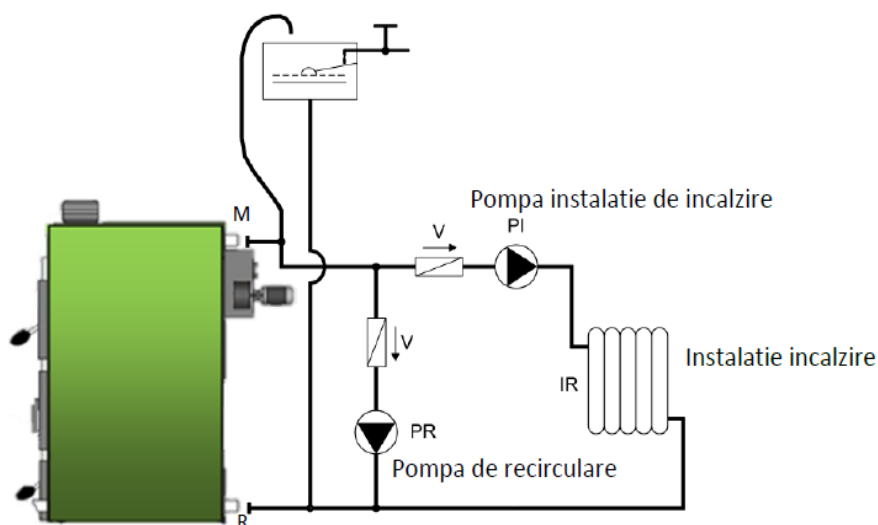 M
Pompa instalatie de incalzire
V
PI
V
Instalatie incalzire
IR
PR
Pompa de recirculare
R